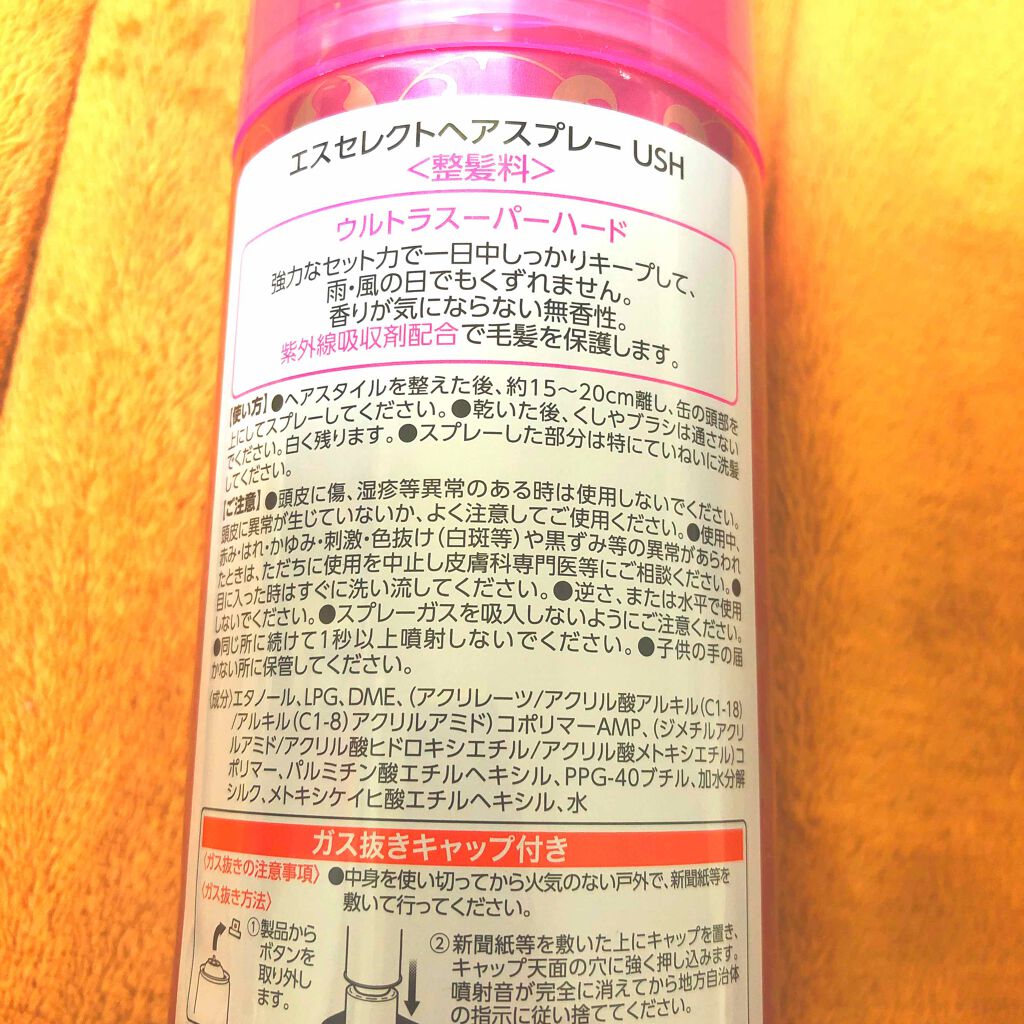 エスセレクトヘアスプレー USH
<整髪料>
ウルトラスーパーハード
強力なセット力で一日中しっかりキープして、
雨・風の日でもくずれません。
香りが気にならない無香性。
紫外線吸収剤配合で毛髪を保護します。
【使い方】●ヘアスタイルを整えた後、約15〜20cm離し、缶の頭部を
上にしてスプレーしてください。●乾いた後、くしやブラシは通さない
でください。白く残ります。●スプレーした部分は特にていねいに洗髪
してください。
【ご注意】●頭皮に傷、湿疹等異常のある時は使用しないでください。
頭皮に異常が生じていないか、よく注意してご使用ください。●使用中、
赤み・はれ・かゆみ・刺激・色抜け(白斑等)や黒ずみ等の異常があらわれ
たときは、ただちに使用を中止し皮膚科専門医等にご相談ください。●
目に入った時はすぐに洗い流してください。●逆さ、または水平で使用
しないでください。●スプレーガスを吸入しないようにご注意ください。
●同じ所に続けて1秒以上噴射しないでください。●子供の手の届
かない所に保管してください。
〈成分〉エタノール、LPG、DME、(アクリレーツ/アクリル酸アルキル(C1-18)
/アルキル(C1-8)アクリルアミド)コポリマーAMP、(ジメチルアクリ
ルアミド/アクリル酸ヒドロキシエチル/アクリル酸メトキシエチル)コ
ポリマー、パルミチン酸エチルヘキシル、PPG-40ブチル、加水分解
シルク、メトキシケイヒ酸エチルヘキシル、水
ガス抜きキャップ付き
〈ガス抜きの注意事項〉●中身を使い切ってから火気のない戸外で、新聞紙等を
敷いて行ってください。
〈ガス抜き方法〉
①製品から
ボタンを
取り外し
ます。
②新聞紙等を敷いた上にキャップを置き、
キャップ天面の穴に強く押し込みます。
噴射音が完全に消えてから地方自治体
の指示に従い捨ててください。